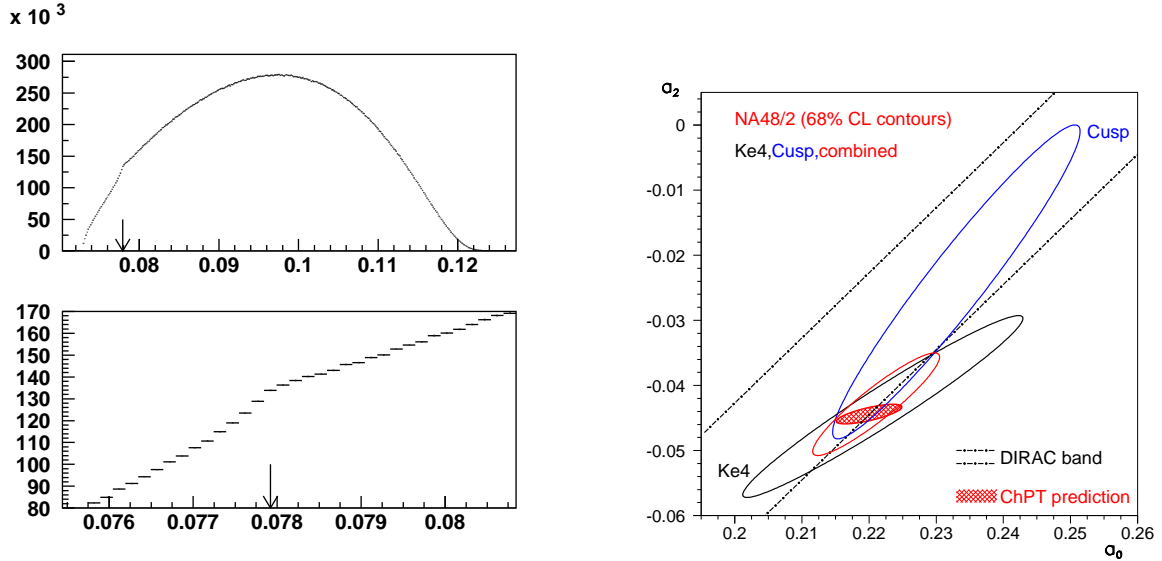 x 10 3
300
250
200
150
100
50
0
0.08 0.09 0.1 0.11 0.12
170
160
150
140
130
120
110
100
90
80
0.076 0.077 0.078 0.079 0.08
a2
NA48/2 (68% CL contours)
Ke4,Cusp,combined
Cusp
0
-0.01
-0.02
-0.03
-0.04
-0.05
-0.06
Ke4
DIRAC band
ChPT prediction
0.2 0.21 0.22 0.23 0.24 0.25 0.26
a0